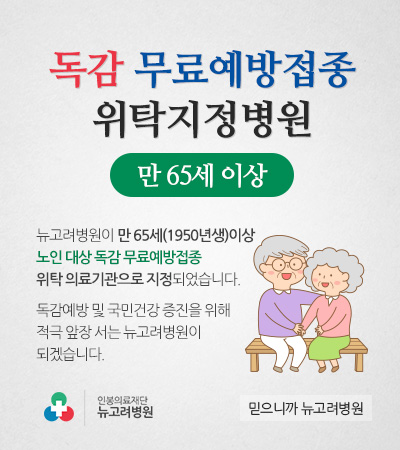 독감 무료예방접종
위탁지정병원
만 65세 이상
뉴고려병원이 만 65세(1950년생)이상
노인 대상 독감 무료예방접종
위탁 의료기관으로 지정되었습니다.
독감예방 및 국민건강 증진을 위해
적극 앞장 서는 뉴고려병원이
되겠습니다.
인봉의료재단
뉴고려병원
믿으니까 뉴고려병원